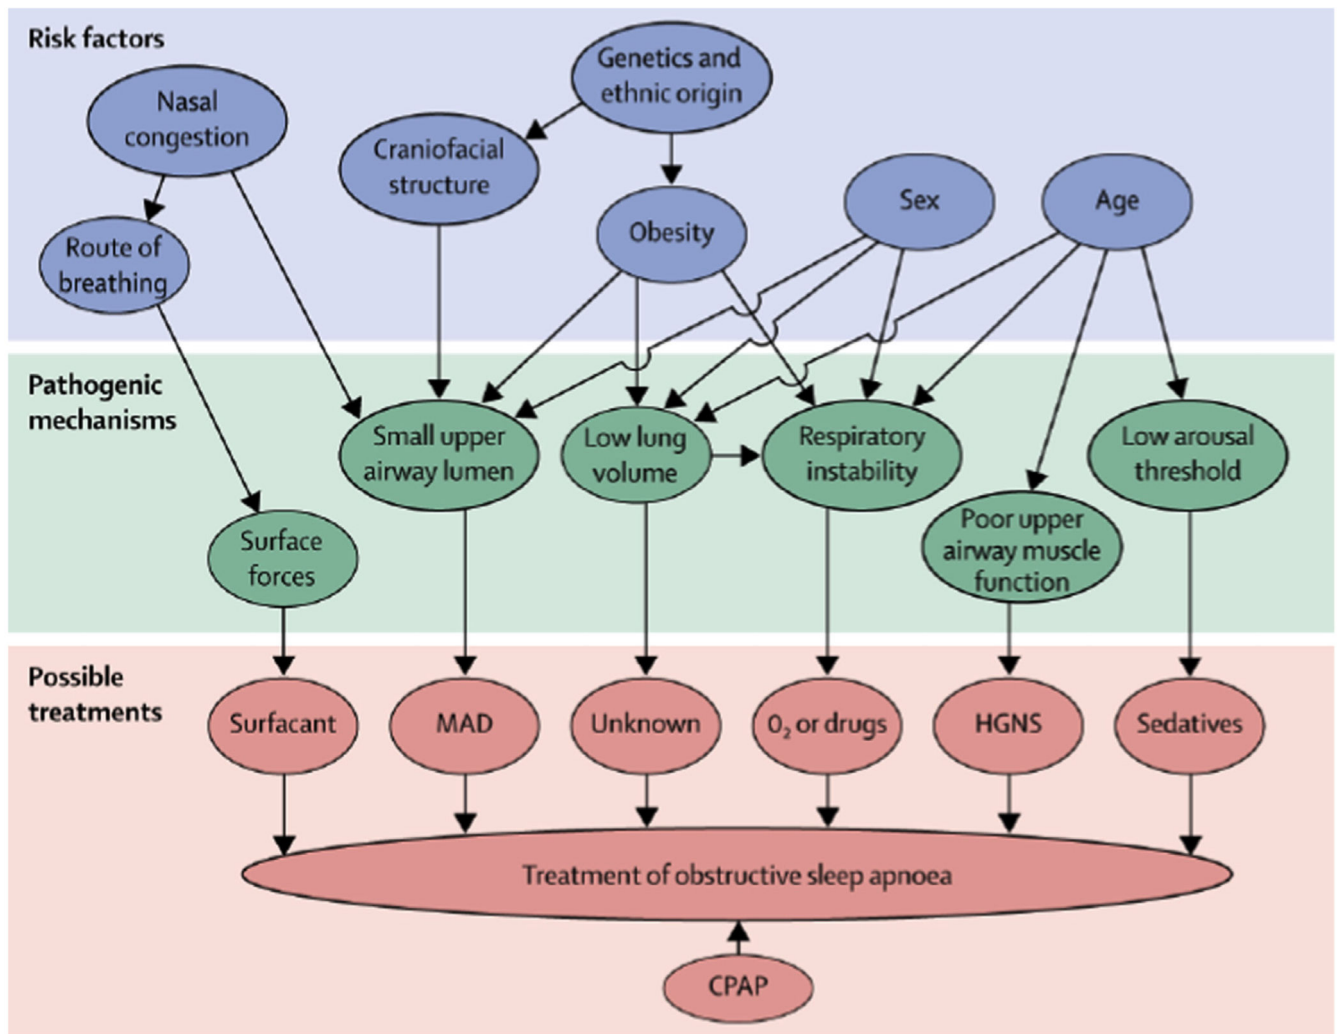 Risk factors
Genetics and
ethnic origin
Nasal
congestion
Craniofacial
structure
Sex
Age
Obesity
Route of
breathing
Pathogenic
mechanisms
Small upper
airway lumen
Low lung
volume
Respiratory
instability
Low arousal
threshold
Poor upper
airway muscle
function
Surface
forces
Possible
treatments
Surfacant
MAD
Unknown
O₂ or drugs
HGNS
Sedatives
Treatment of obstructive sleep apnoea
CPAP